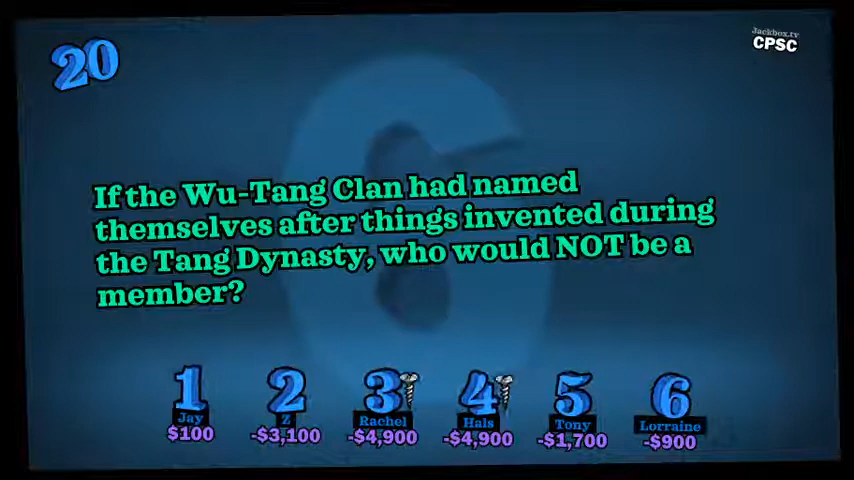 20
Jackbox.tv
CPSC
If the Wu-Tang Clan had named
themselves after things invented during
the Tang Dynasty, who would NOT be a
member?
6
1 2 3 4 5 6
Jay Z Rachel Hals Tony Lorraine
$100 -$3,100 -$4,900 -$4,900 -$1,700 -$900